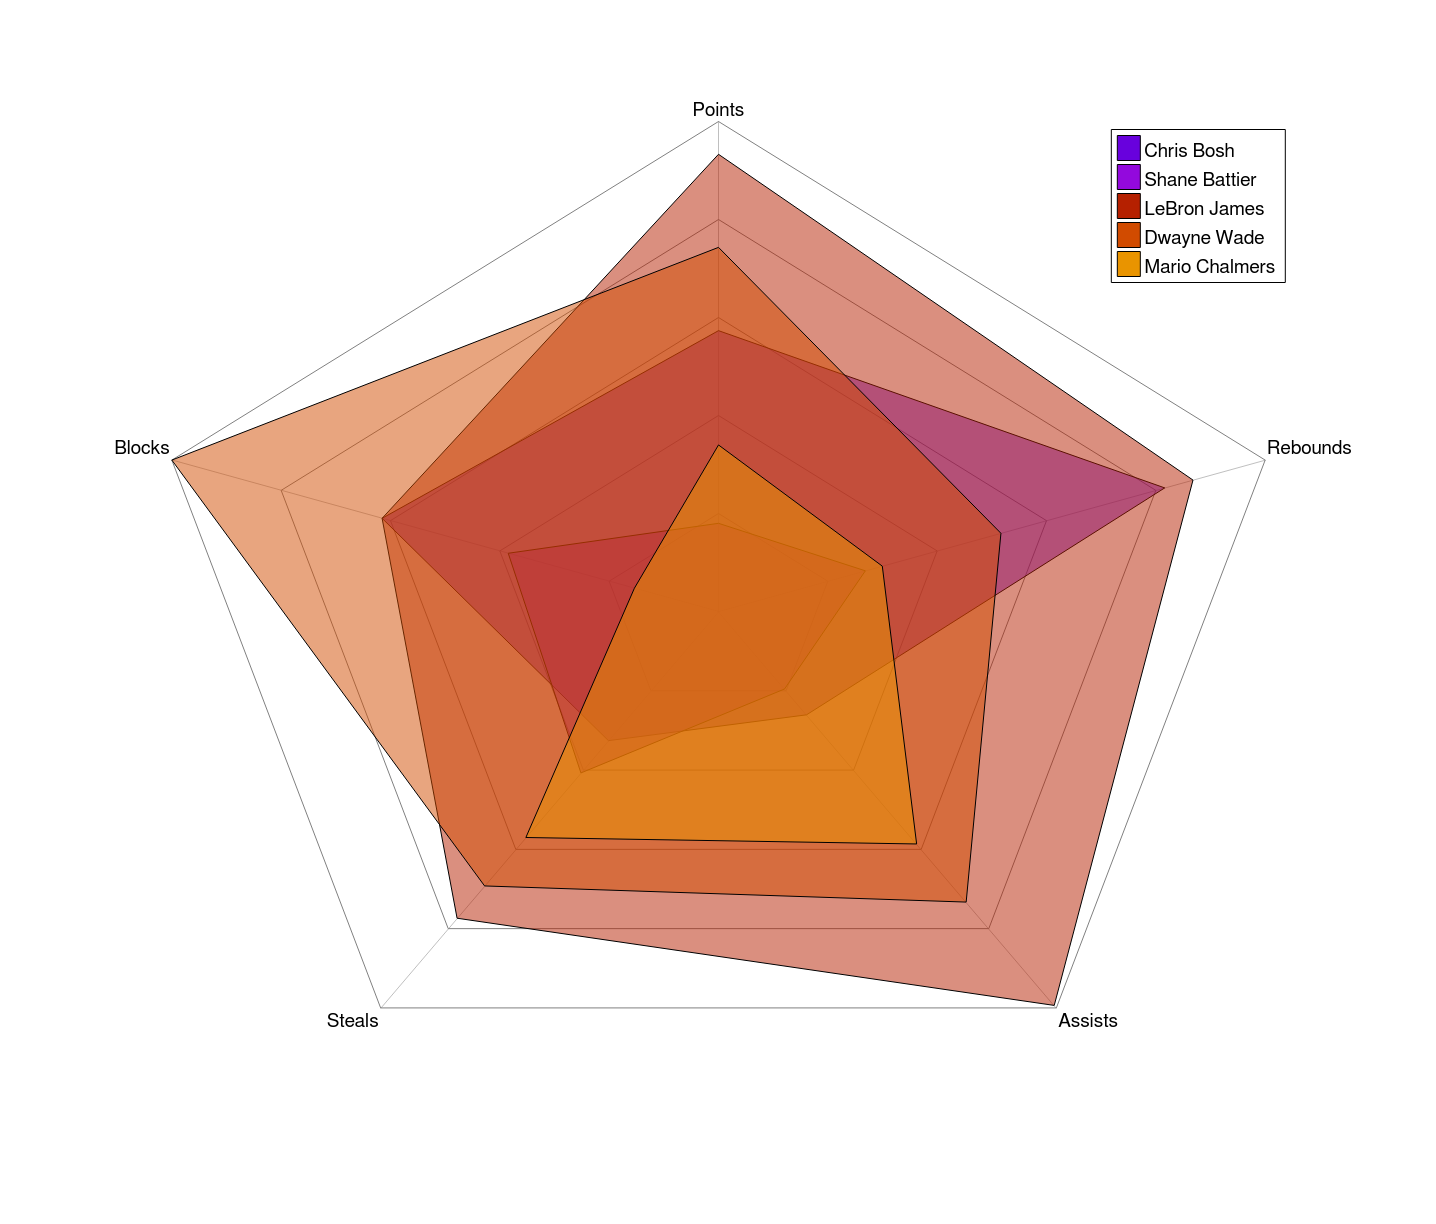 Points
Chris Bosh
Shane Battier
LeBron James
Dwayne Wade
Mario Chalmers
Blocks
Rebounds
Steals
Assists